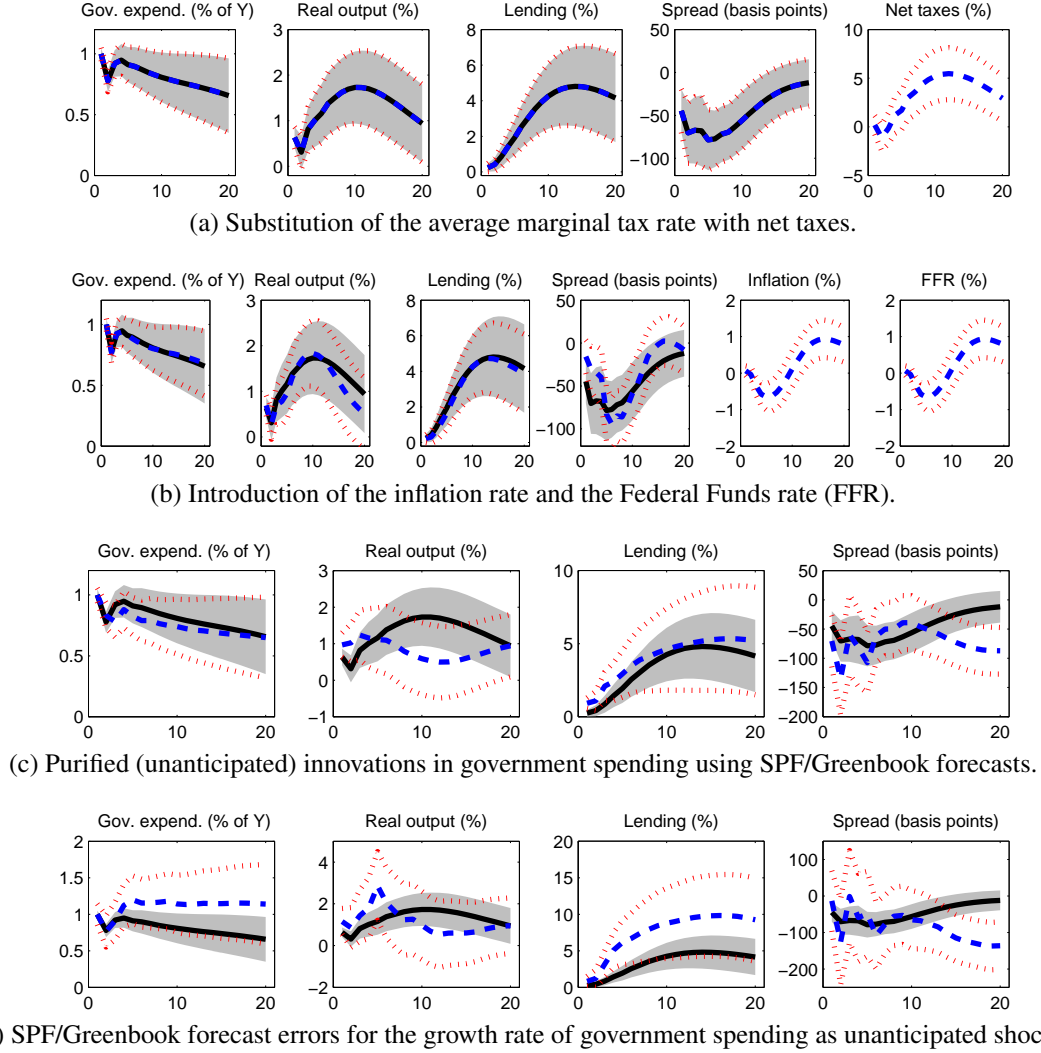 Gov. expend. (% of Y) Real output (%) Lending (%) Spread (basis points) Net taxes (%)
1 0.5 0 0 10 20
3 2 1 0 0 10 20
8 6 4 2 0 0 10 20
50 0 −50 −100 0 10 20
10 5 0 −5 0 10 20
(a) Substitution of the average marginal tax rate with net taxes.
Gov. expend. (% of Y) Real output (%) Lending (%) Spread (basis points) Inflation (%) FFR (%)
1 0.5 0 0 10 20
3 2 1 0 0 10 20
8 6 4 2 0 0 10 20
50 0 −50 −100 0 10 20
2 1 0 −1 −2 0 10 20
2 1 0 −1 −2 0 10 20
(b) Introduction of the inflation rate and the Federal Funds rate (FFR).
Gov. expend. (% of Y) Real output (%) Lending (%) Spread (basis points)
1 0.5 0 0 10 20
3 2 1 0 −1 0 10 20
10 5 0 0 10 20
50 0 −50 −100 −150 −200 0 10 20
(c) Purified (unanticipated) innovations in government spending using SPF/Greenbook forecasts.
Gov. expend. (% of Y) Real output (%) Lending (%) Spread (basis points)
2 1.5 1 0.5 0 0 10 20
4 2 0 −2 0 10 20
20 15 10 5 0 0 10 20
100 0 −100 −200 0 10 20
) SPF/Greenbook forecast errors for the growth rate of government spending as unanticipated shoc